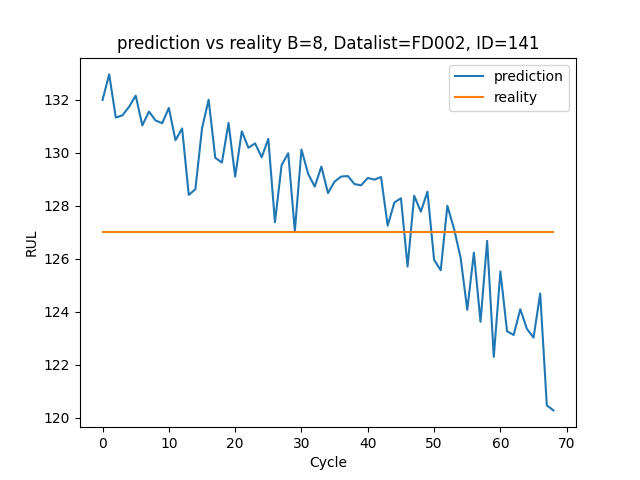 prediction vs reality B=8, Datalist=FD002, ID=141
prediction
reality
RUL
132
130
128
126
124
122
120
0 10 20 30 40 50 60 70
Cycle